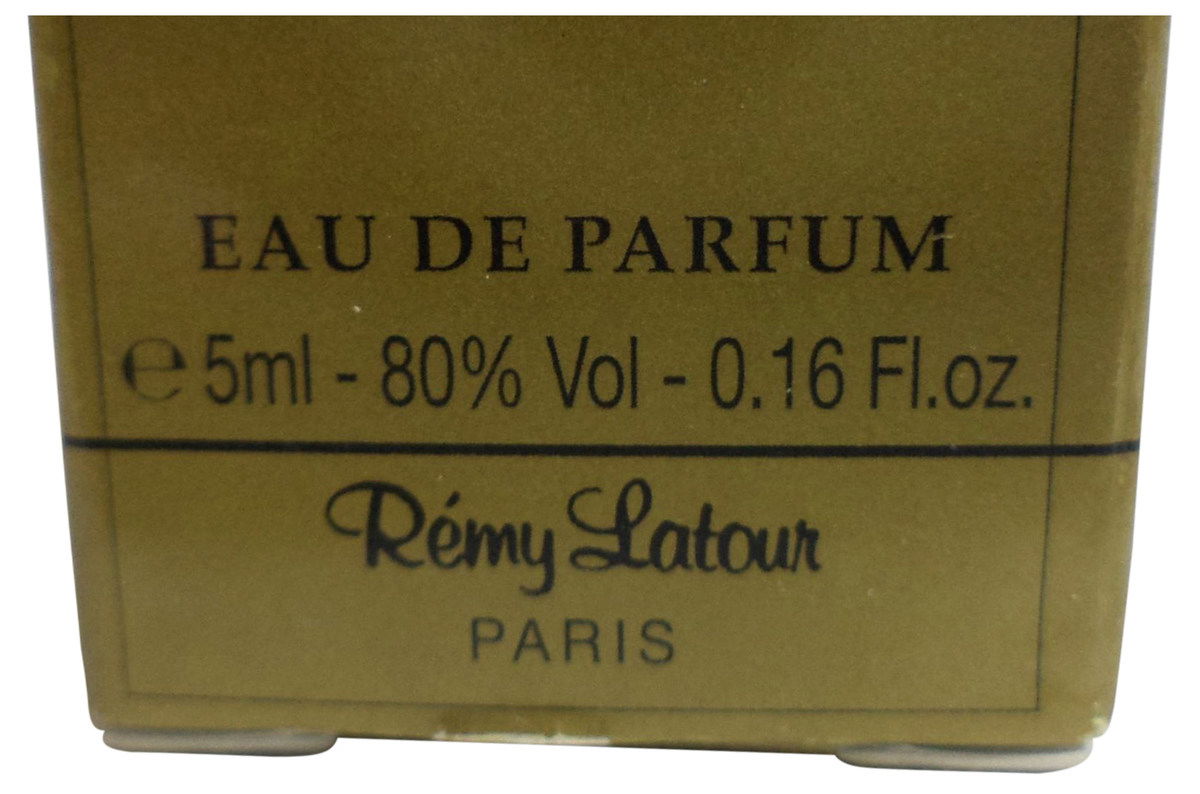 EAU DE PARFUM
℮ 5ml - 80% Vol - 0.16 Fl.oz.
Rémy Latour
PARIS